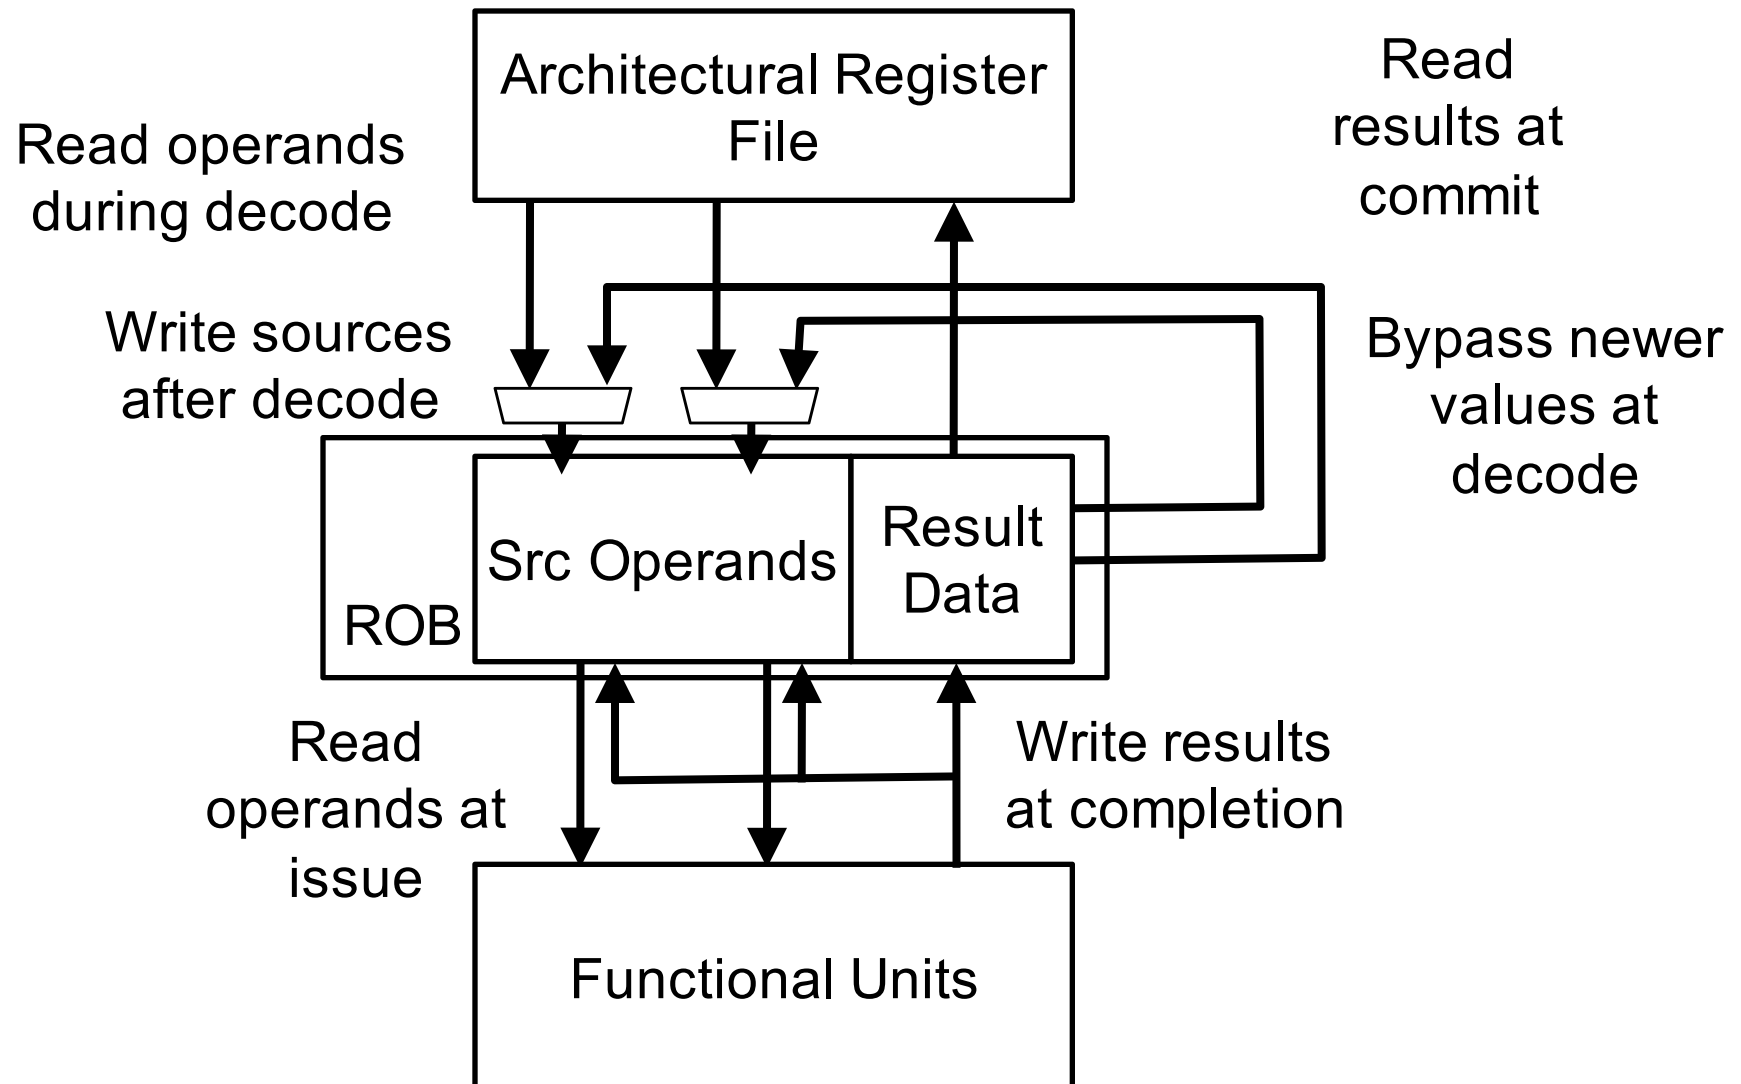 Architectural Register
File
Read
results at
commit
Read operands
during decode
Write sources
after decode
Bypass newer
values at
decode
Src Operands
Result
Data
ROB
Read
operands at
issue
Write results
at completion
Functional Units